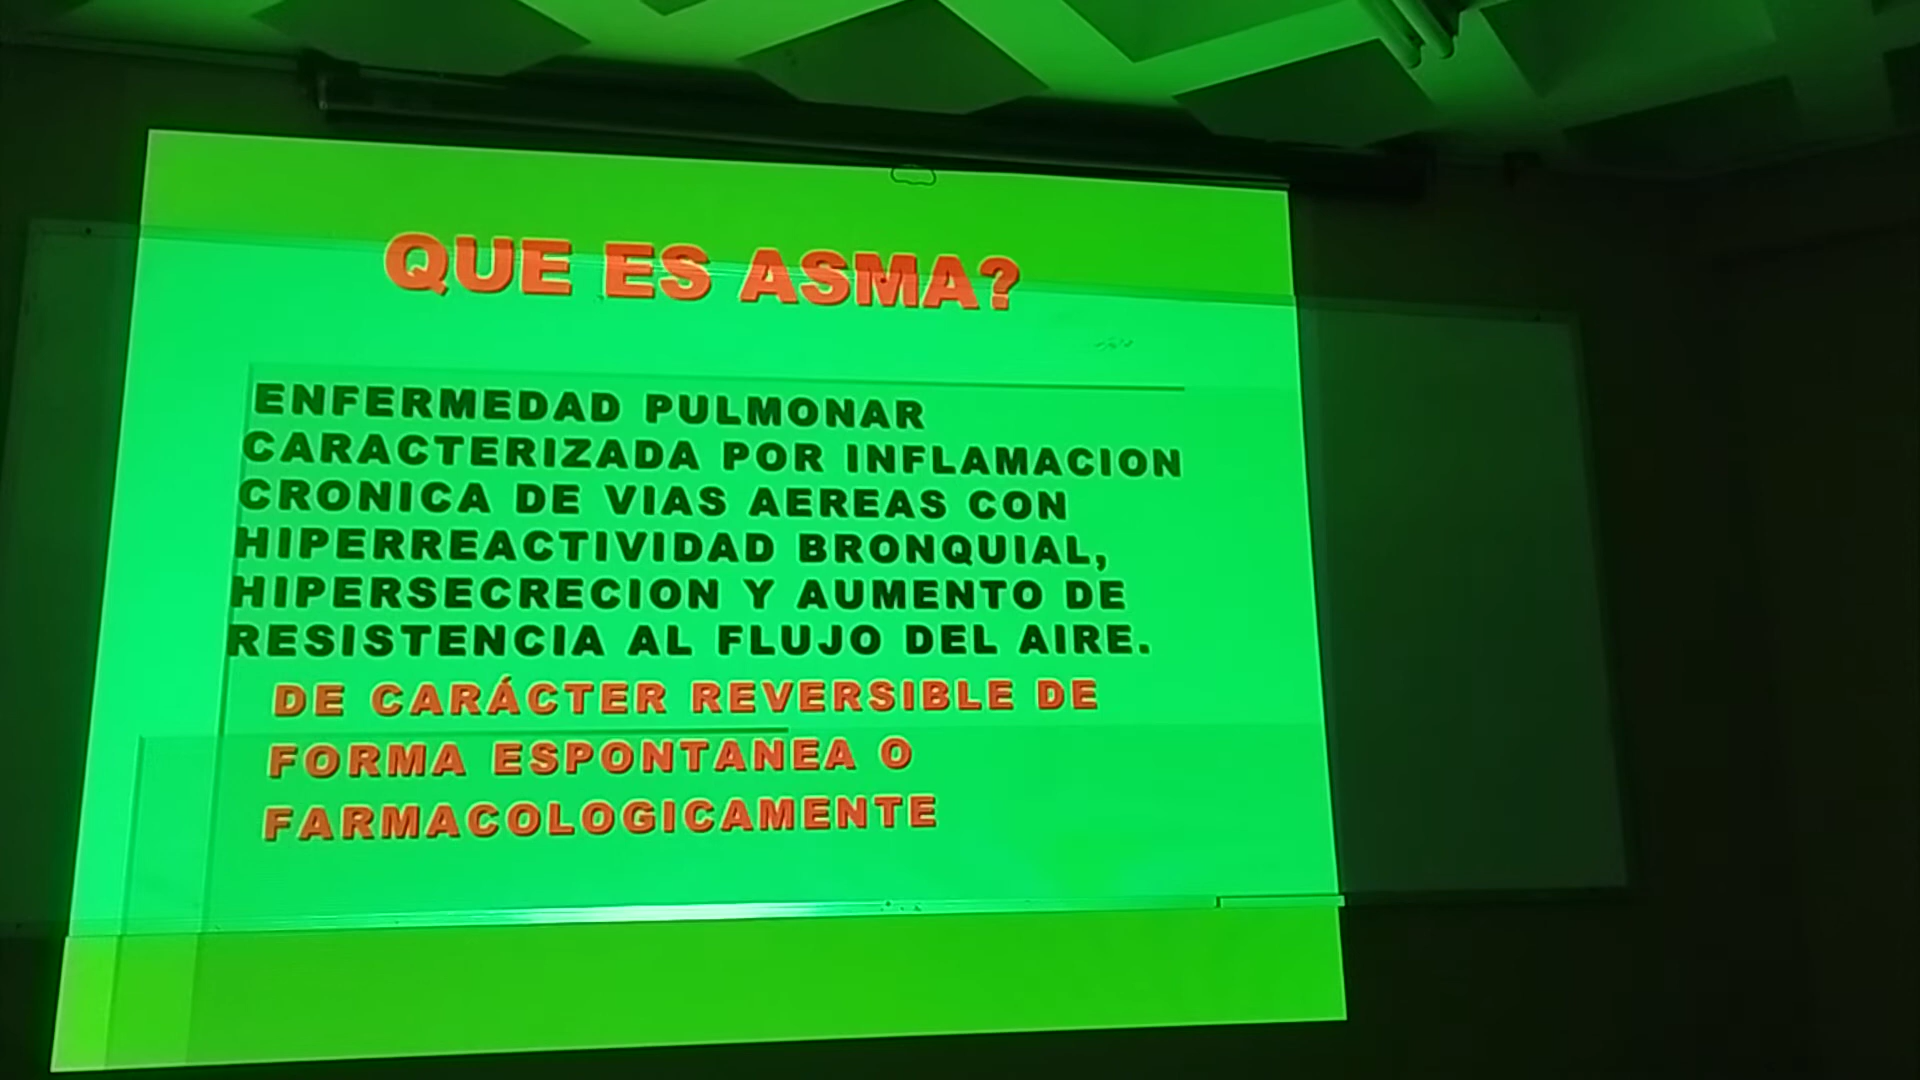 QUE ES ASMA?
ENFERMEDAD PULMONAR
CARACTERIZADA POR INFLAMACION
CRONICA DE VIAS AEREAS CON
HIPERREACTIVIDAD BRONQUIAL,
HIPERSECRECION Y AUMENTO DE
RESISTENCIA AL FLUJO DEL AIRE.
DE CARÁCTER REVERSIBLE DE
FORMA ESPONTANEA O
FARMACOLOGICAMENTE